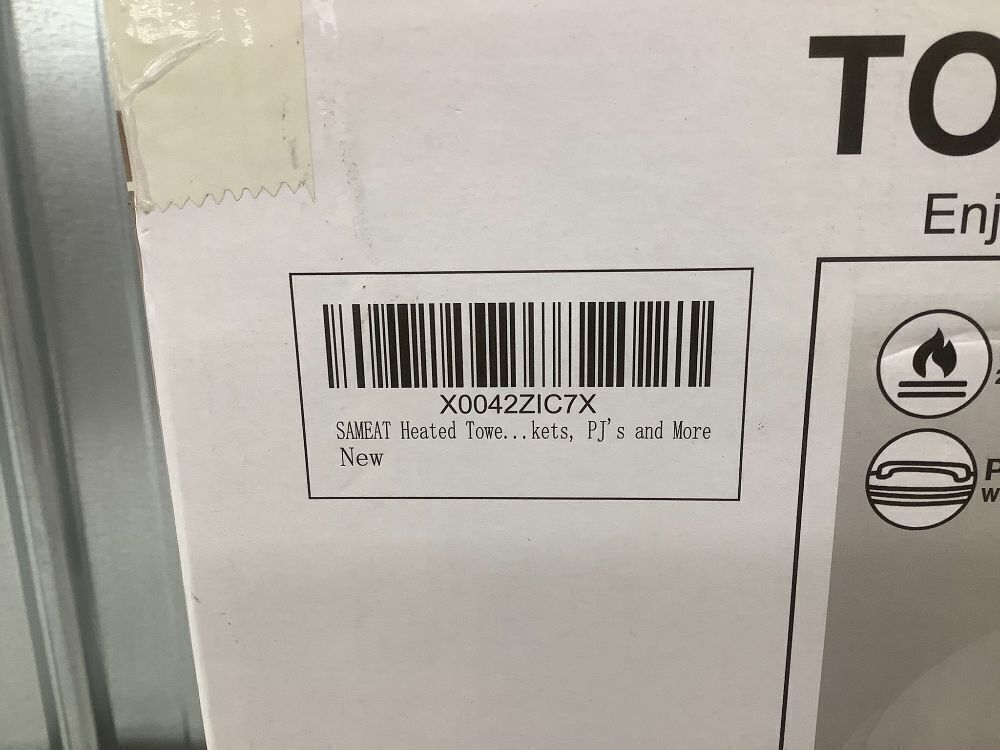 TO
Enj
X0042ZIC7X
SAMEAT Heated Towe...kets, PJ's and More
New
P
W